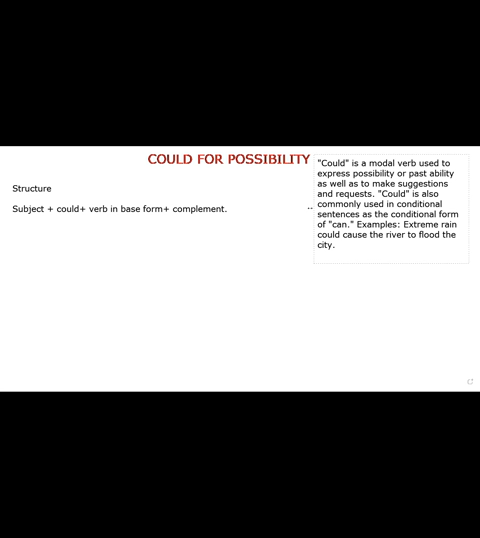 COULD FOR POSSIBILITY
Structure
Subject + could+ verb in base form+ complement.
"Could" is a modal verb used to
express possibility or past ability
as well as to make suggestions
and requests. "Could" is also
commonly used in conditional
sentences as the conditional form
of "can." Examples: Extreme rain
could cause the river to flood the
city.